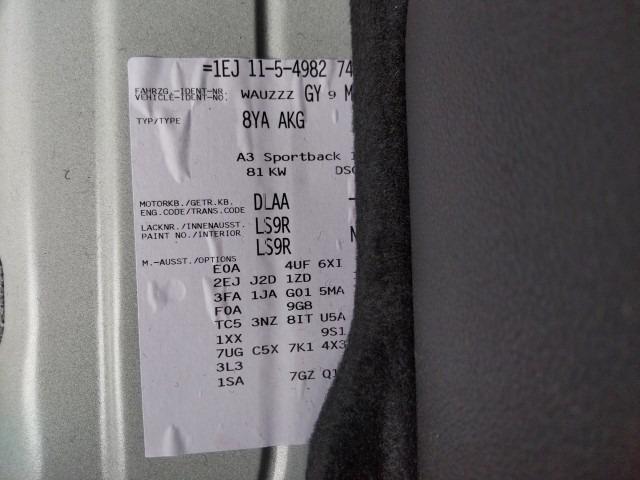 =1EJ 11-5-4982 74
FAHRZG.-IDENT-NR.
VEHICLE-IDENT-NO. WAUZZZ GY 9 M
TYP/TYPE 8YA AKG
A3 Sportback
81 KW DSG
MOTORKB./GETR.KB.
ENG.CODE/TRANS.CODE DLAA -
LACKNR./INNENAUSST. LS9R
PAINT NO./INTERIOR
LS9R
M.-AUSST./OPTIONS
E0A 4UF 6XI
2EJ J2D 1ZD
3FA 1JA G01 5MA
F0A 9G8
TC5 3NZ 8IT U5A
1XX 9S1
7UG C5X 7K1 4X3
3L3
1SA 7GZ Q1